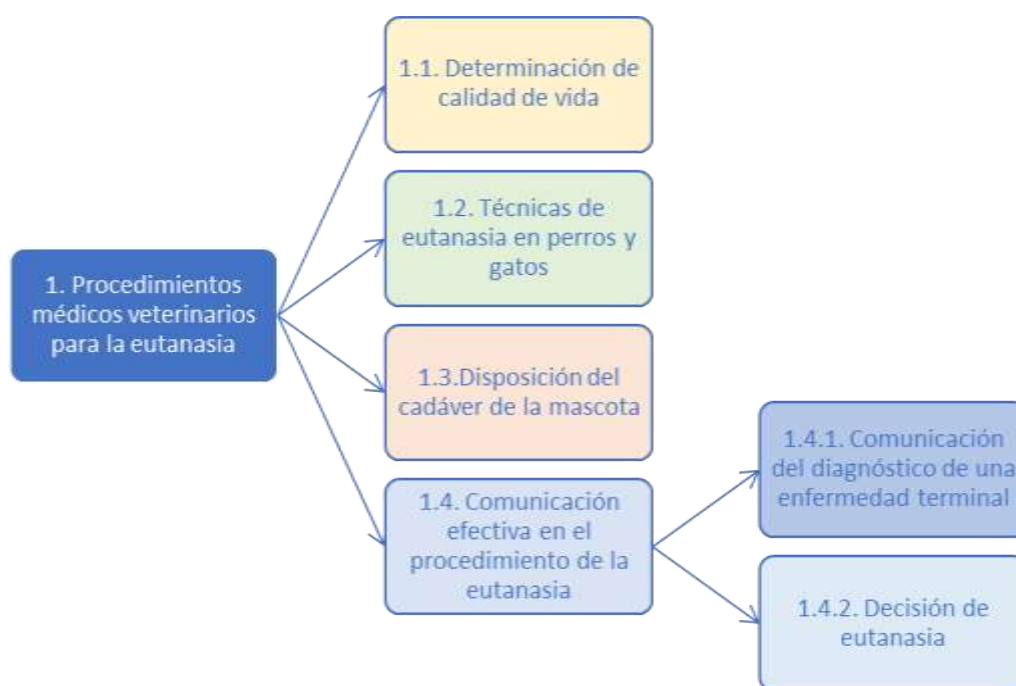 1. Procedimientos
médicos veterinarios
para la eutanasia
1.1. Determinación de
calidad de vida
1.2. Técnicas de
eutanasia en perros y
gatos
1.3.Disposición del
cadáver de la mascota
1.4. Comunicación
efectiva en el
procedimiento de la
eutanasia
1.4.1. Comunicación
del diagnóstico de una
enfermedad terminal
1.4.2. Decisión de
eutanasia